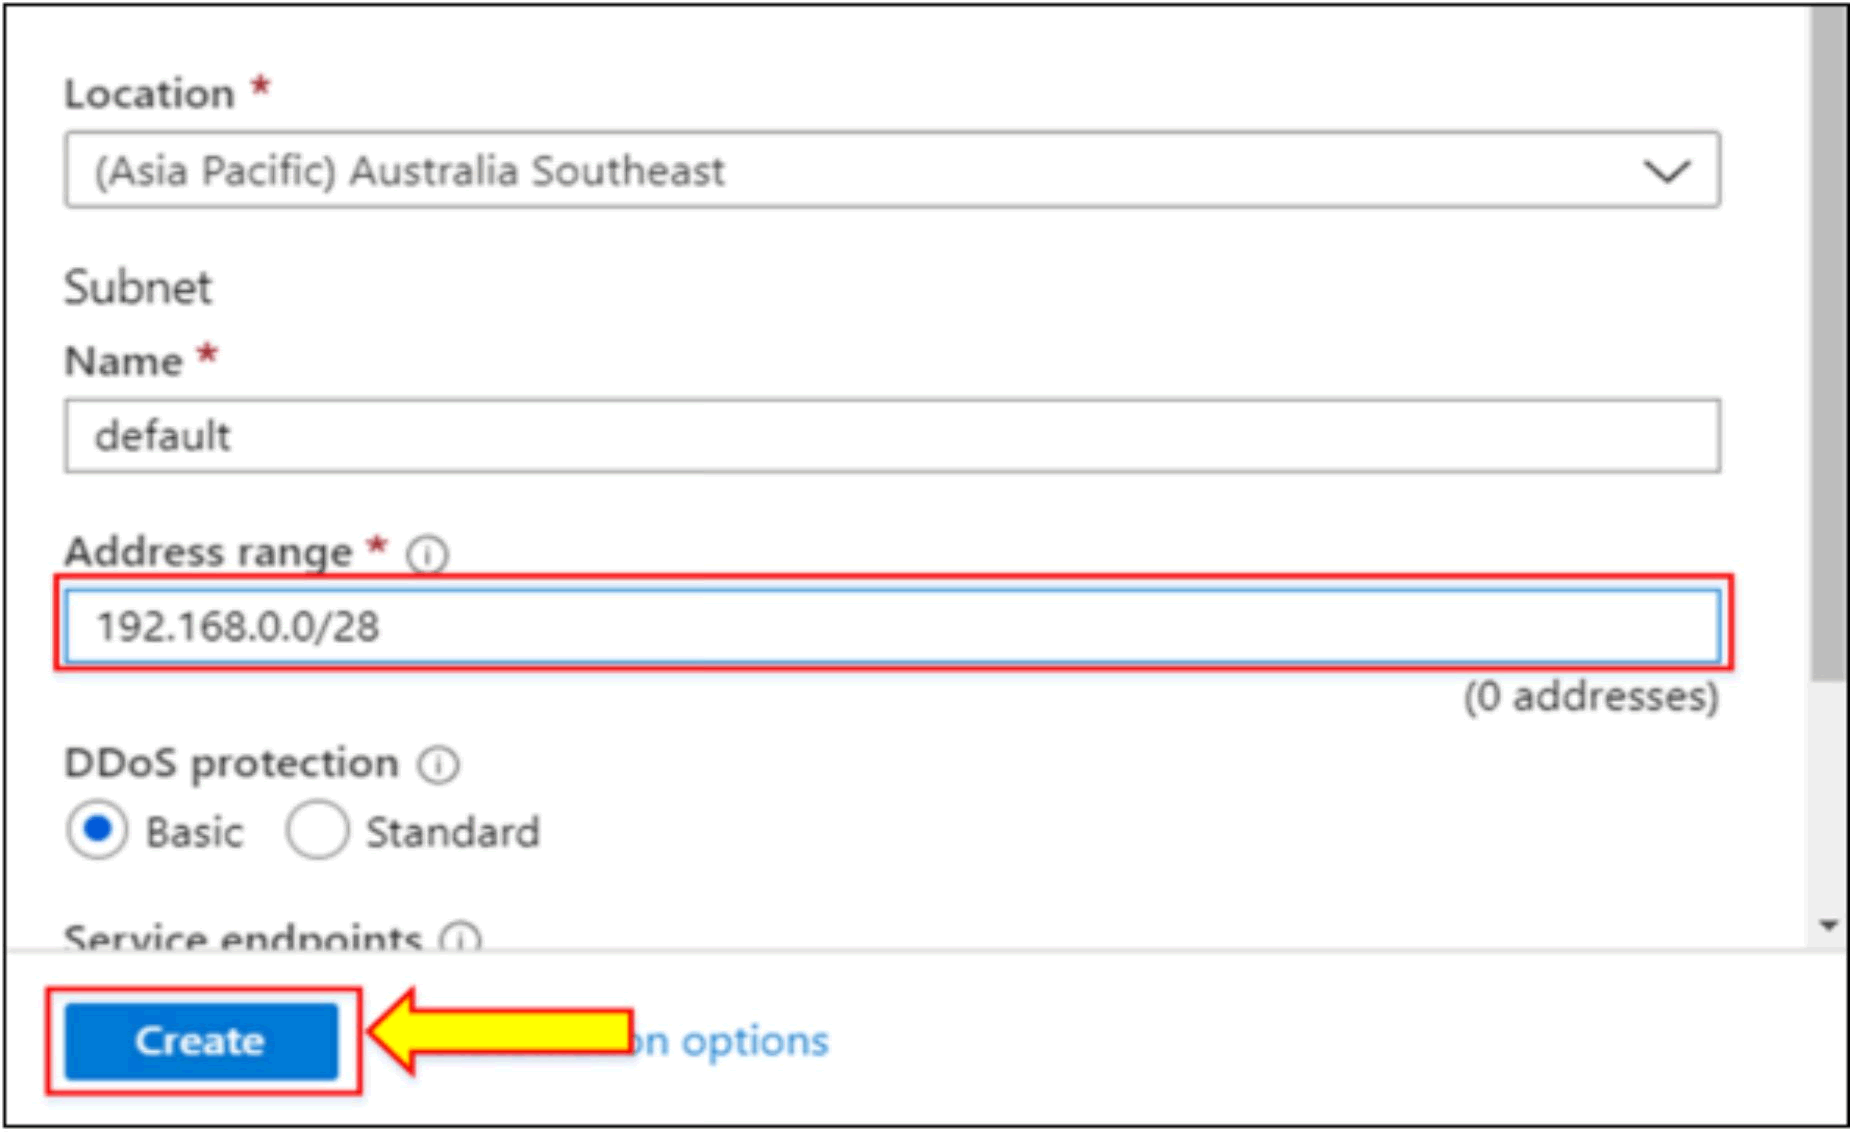 Location *
(Asia Pacific) Australia Southeast
Subnet
Name *
default
Address range *
192.168.0.0/28
(0 addresses)
DDoS protection
Basic Standard
Service endpoints
Create options